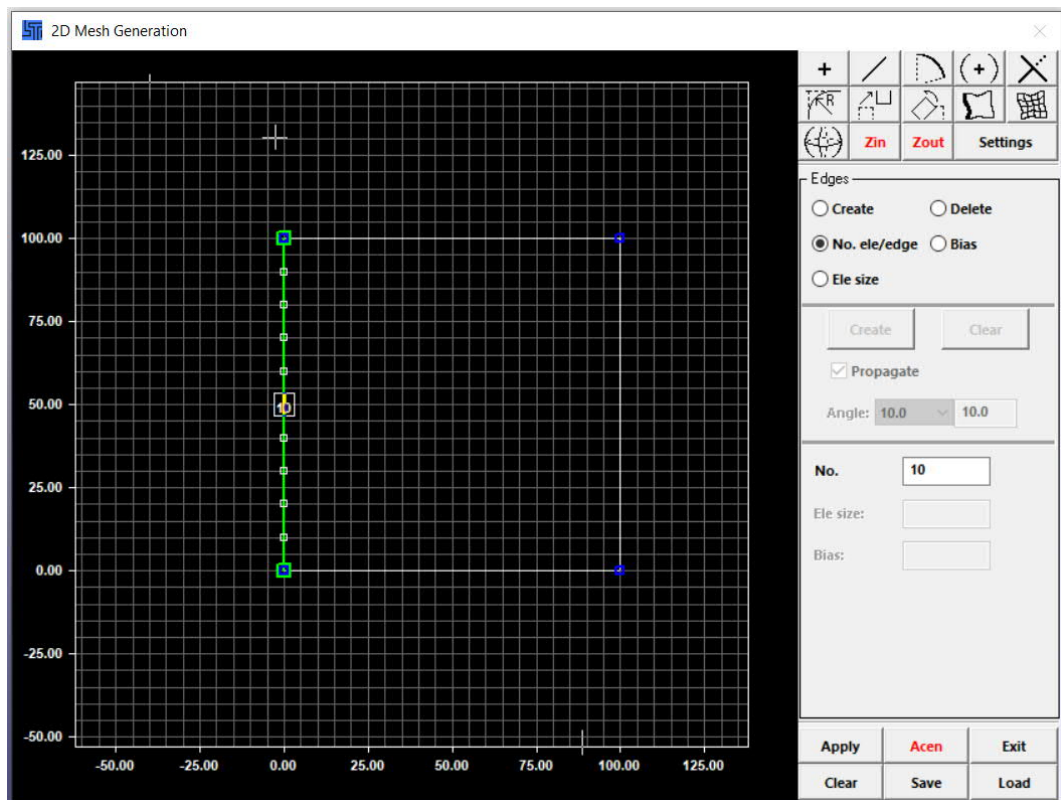 2D Mesh Generation
125.00
100.00
75.00
50.00
25.00
0.00
-25.00
-50.00
-50.00 -25.00 0.00 25.00 50.00 75.00 100.00 125.00
10
R
Zin Zout Settings
Edges
Create Delete
No. ele/edge Bias
Ele size
Create Clear
Propagate
Angle: 10.0 10.0
No. 10
Ele size:
Bias:
Apply Acen Exit
Clear Save Load